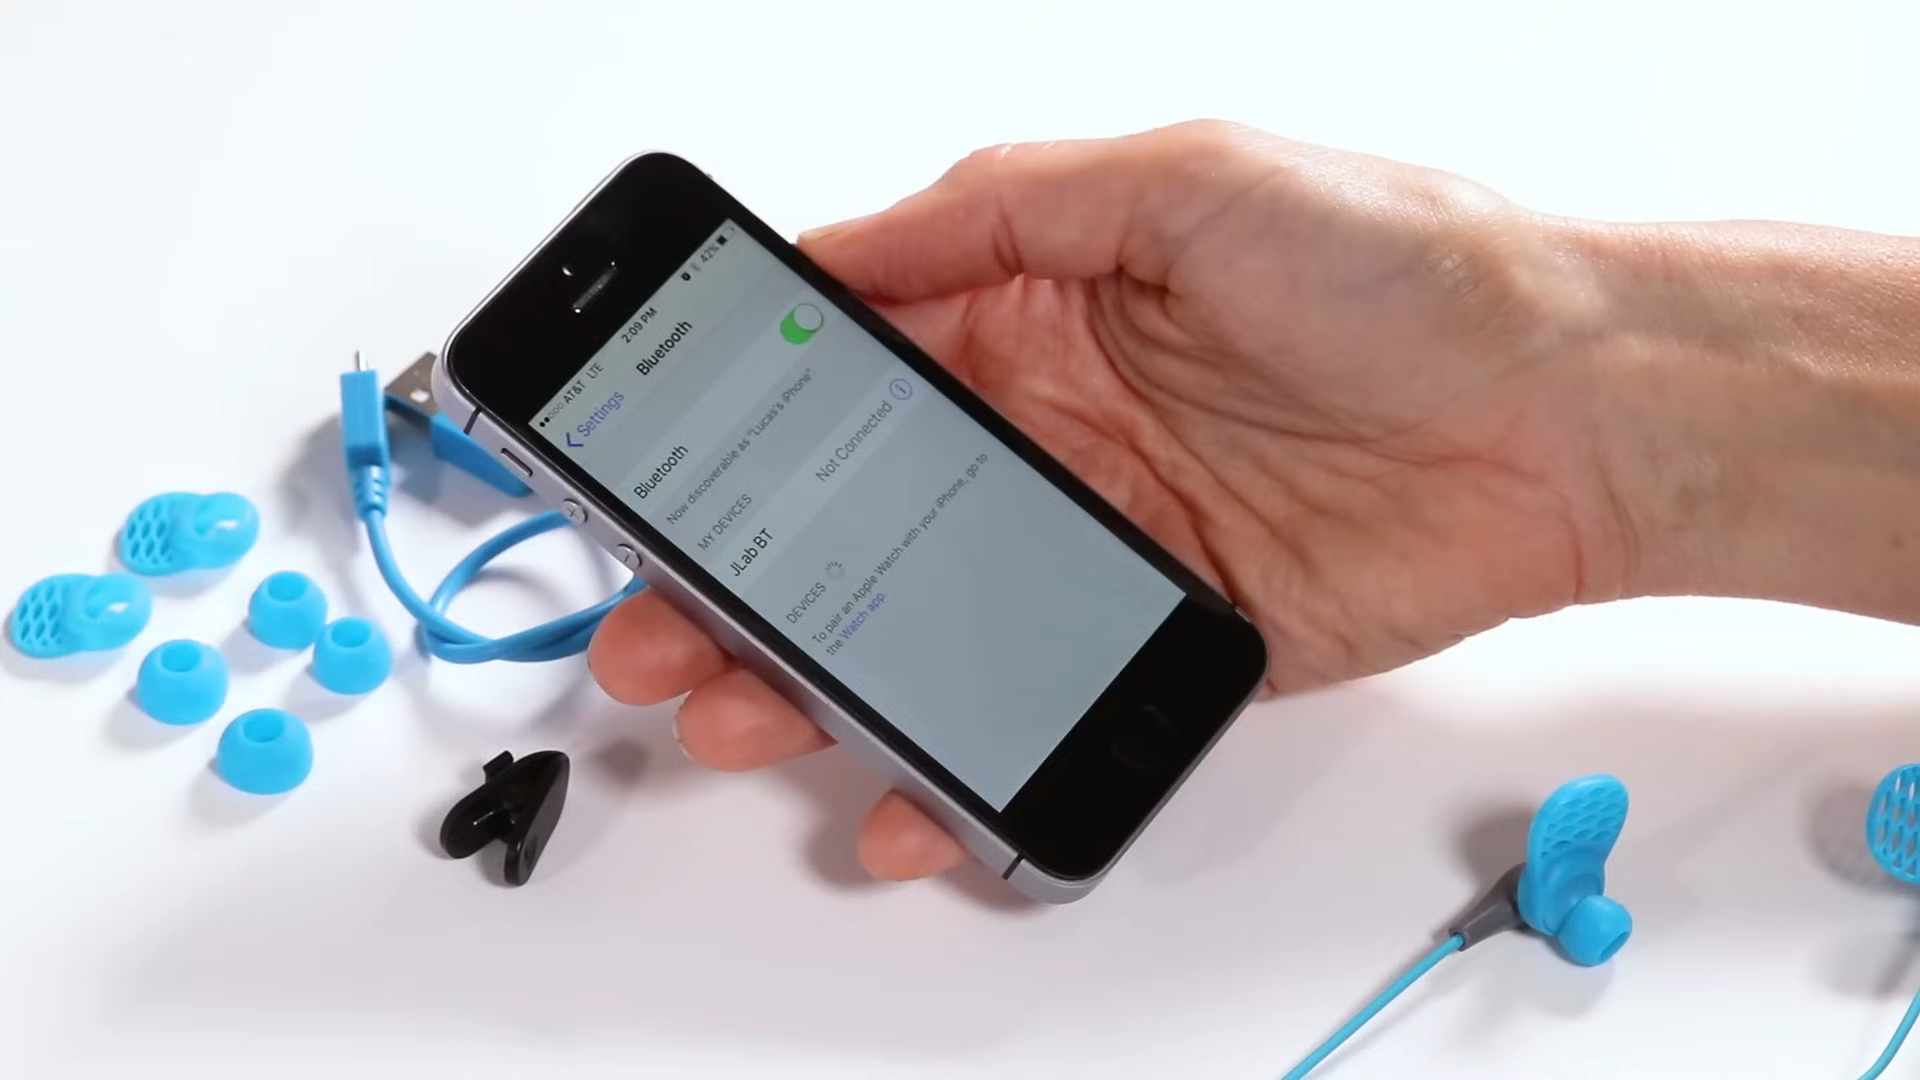 AT&T LTE 2:09 PM 42%
Settings Bluetooth
Bluetooth
Now discoverable as "Lucas's iPhone".
MY DEVICES
JLab BT Not Connected
DEVICES
To pair an Apple Watch with your iPhone, go to
the Watch app.